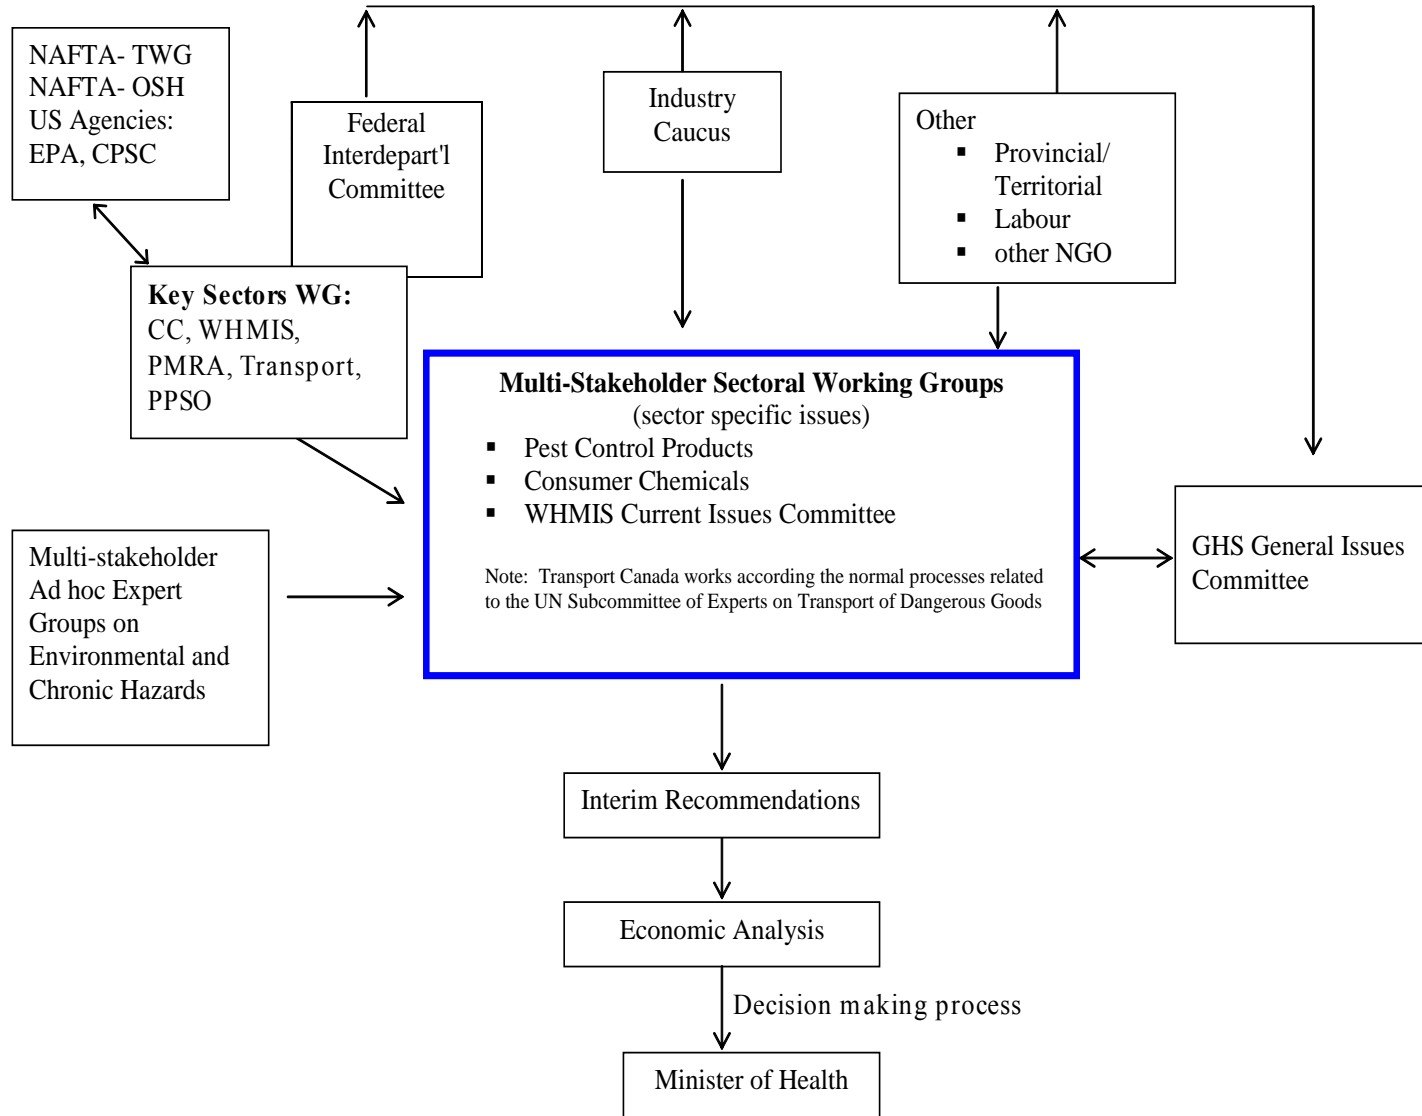 NAFTA- TWG
NAFTA- OSH
US Agencies:
EPA, CPSC
Federal
Interdepart'l
Committee
Industry
Caucus
Other
▪ Provincial/
Territorial
▪ Labour
▪ other NGO
Key Sectors WG:
CC, WHMIS,
PMRA, Transport,
PPSO
Multi-Stakeholder Sectoral Working Groups
(sector specific issues)
▪ Pest Control Products
▪ Consumer Chemicals
▪ WHMIS Current Issues Committee
Note: Transport Canada works according the normal processes related
to the UN Subcommittee of Experts on Transport of Dangerous Goods
Multi-stakeholder
Ad hoc Expert
Groups on
Environmental and
Chronic Hazards
GHS General Issues
Committee
Interim Recommendations
Economic Analysis
Decision making process
Minister of Health